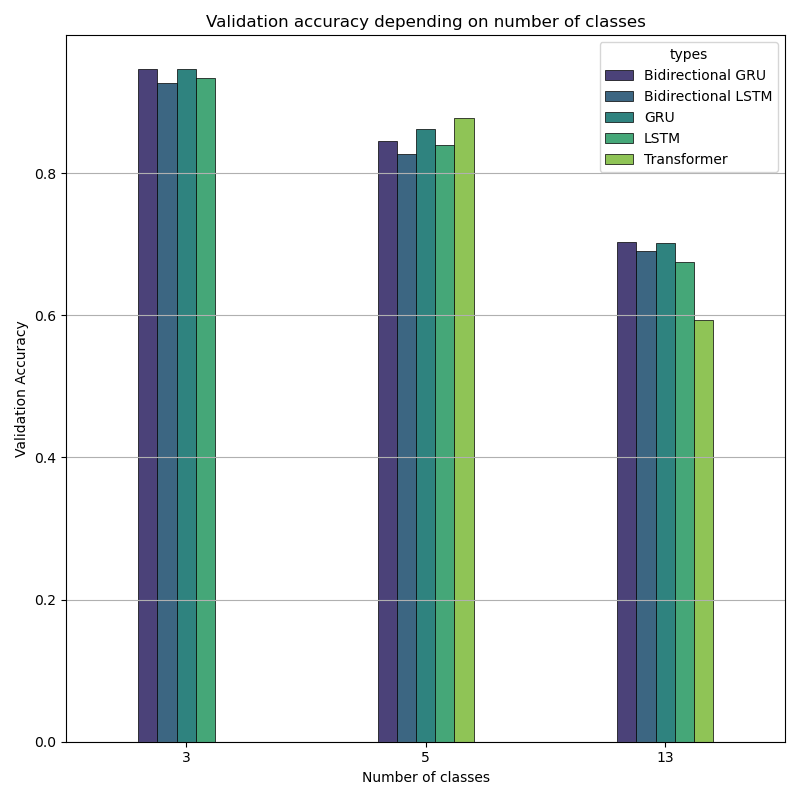 Validation accuracy depending on number of classes
types
Bidirectional GRU
Bidirectional LSTM
GRU
LSTM
Transformer
Validation Accuracy
0.8
0.6
0.4
0.2
0.0
3
5
13
Number of classes